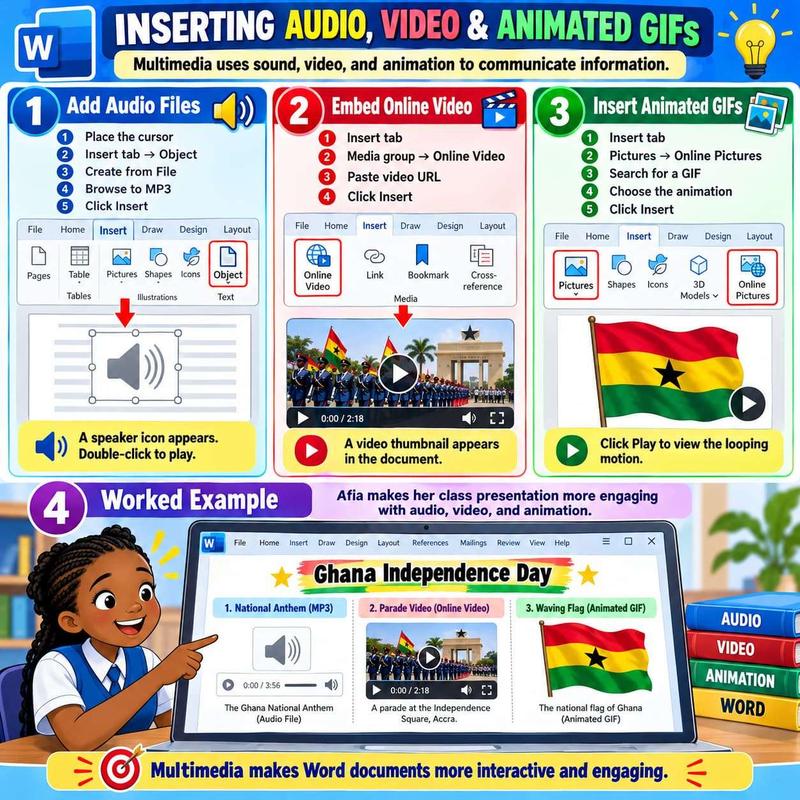 W
INSERTING AUDIO, VIDEO & ANIMATED GIFs
Multimedia uses sound, video, and animation to communicate information.
1 Add Audio Files
1 Place the cursor
2 Insert tab → Object
3 Create from File
4 Browse to MP3
5 Click Insert
File Home Insert Draw Design Layout
Pages Table Pictures Shapes Icons Object
Tables Illustrations Text
A speaker icon appears.
Double-click to play.
2 Embed Online Video
1 Insert tab
2 Media group → Online Video
3 Paste video URL
4 Click Insert
File Home Insert Draw Design Layout
Online Video Link Bookmark Cross-reference
Media
0:00 / 2:18
A video thumbnail appears
in the document.
3 Insert Animated GIFs
1 Insert tab
2 Pictures → Online Pictures
3 Search for a GIF
4 Choose the animation
5 Click Insert
File Home Insert Draw Design Layout
Pictures Shapes Icons 3D Models Online Pictures
Click Play to view the looping
motion.
4 Worked Example
Afia makes her class presentation more engaging
with audio, video, and animation.
W File Home Insert Draw Design Layout References Mailings Review View Help
Ghana Independence Day
1. National Anthem (MP3)
0:00 / 3:56
The Ghana National Anthem
(Audio File)
2. Parade Video (Online Video)
0:00 / 2:18
A parade at the Independence
Square, Accra.
3. Waving Flag (Animated GIF)
The national flag of Ghana
(Animated GIF)
AUDIO
VIDEO
ANIMATION
WORD
Multimedia makes Word documents more interactive and engaging.